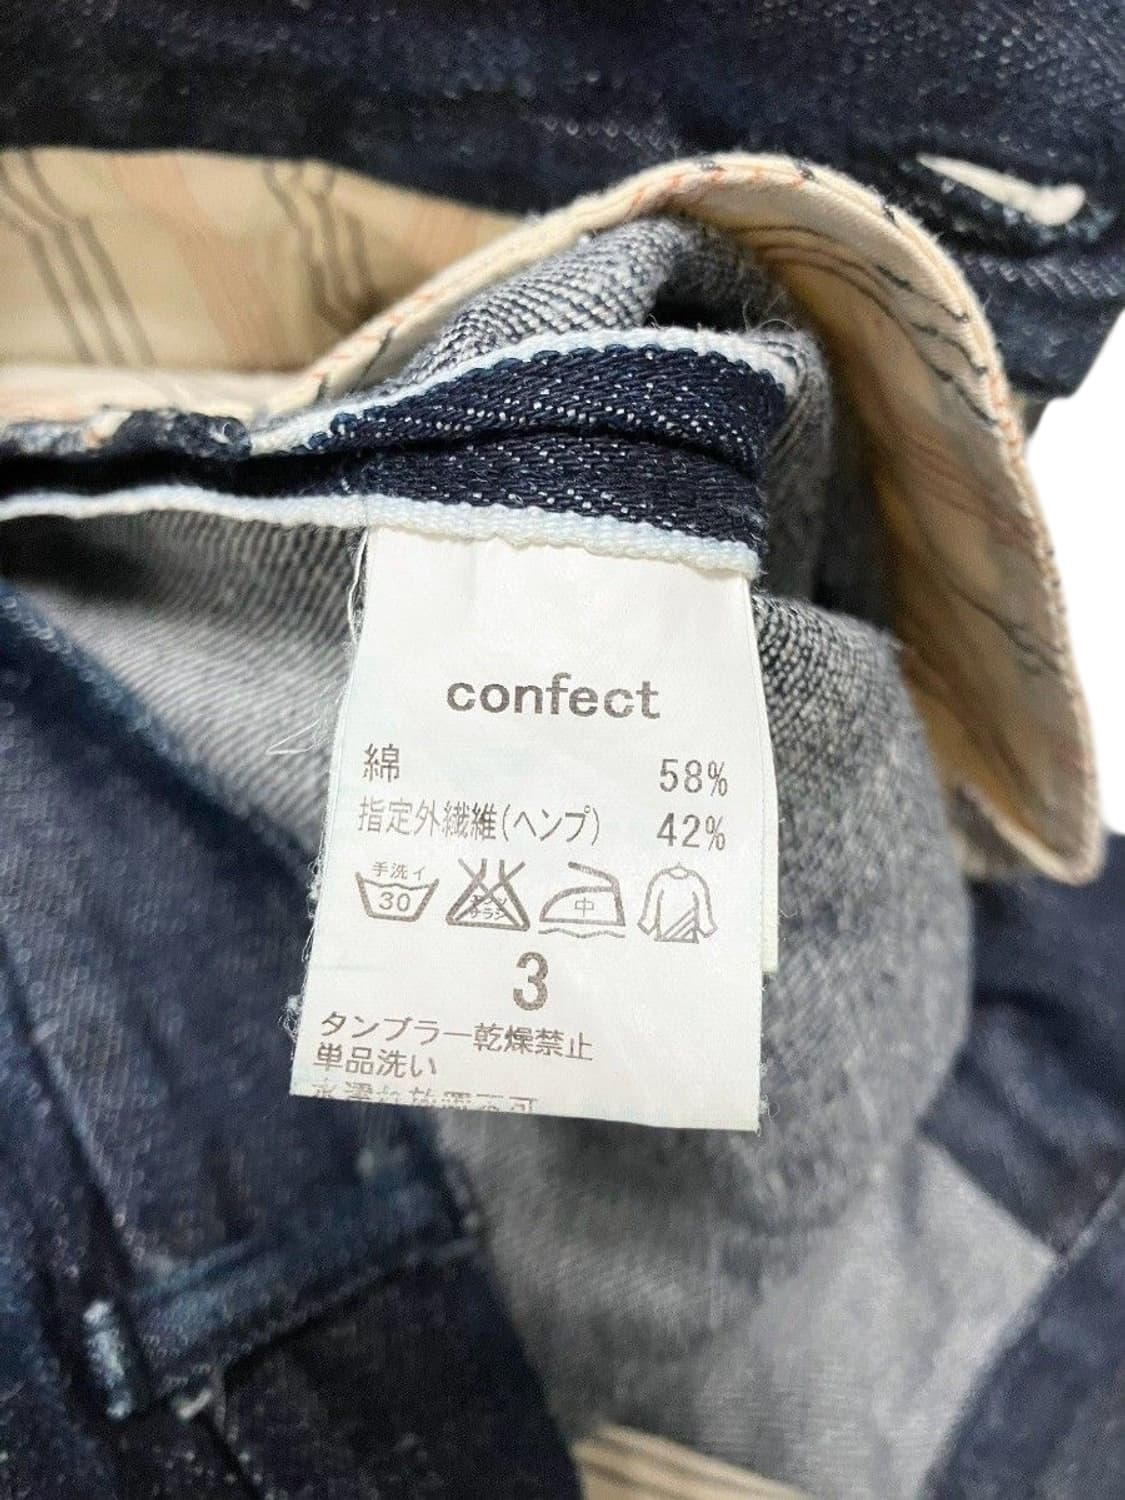 confect
綿 58%
指定外繊維(ヘンプ) 42%
手洗イ
30
中
3
タンブラー乾燥禁止
単品洗い